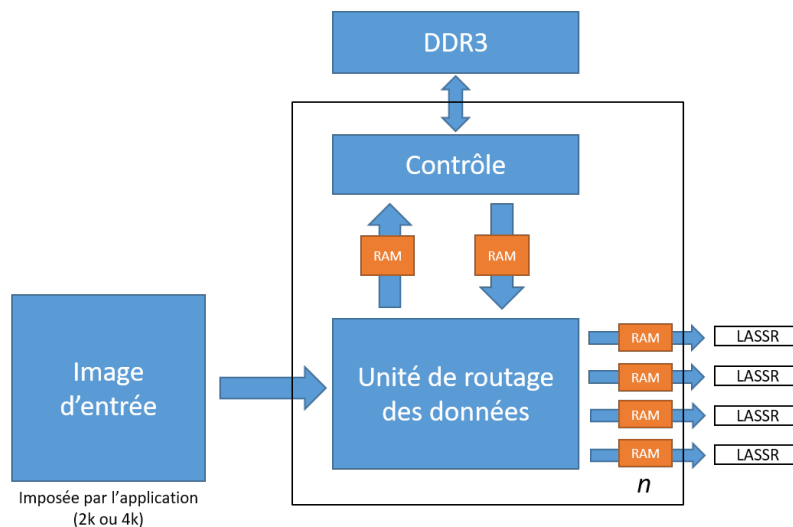 DDR3
Contrôle
RAM
RAM
Image
d'entrée
Unité de routage
des données
RAM
LASSR
RAM
LASSR
RAM
LASSR
RAM
LASSR
n
Imposée par l'application
(2k ou 4k)